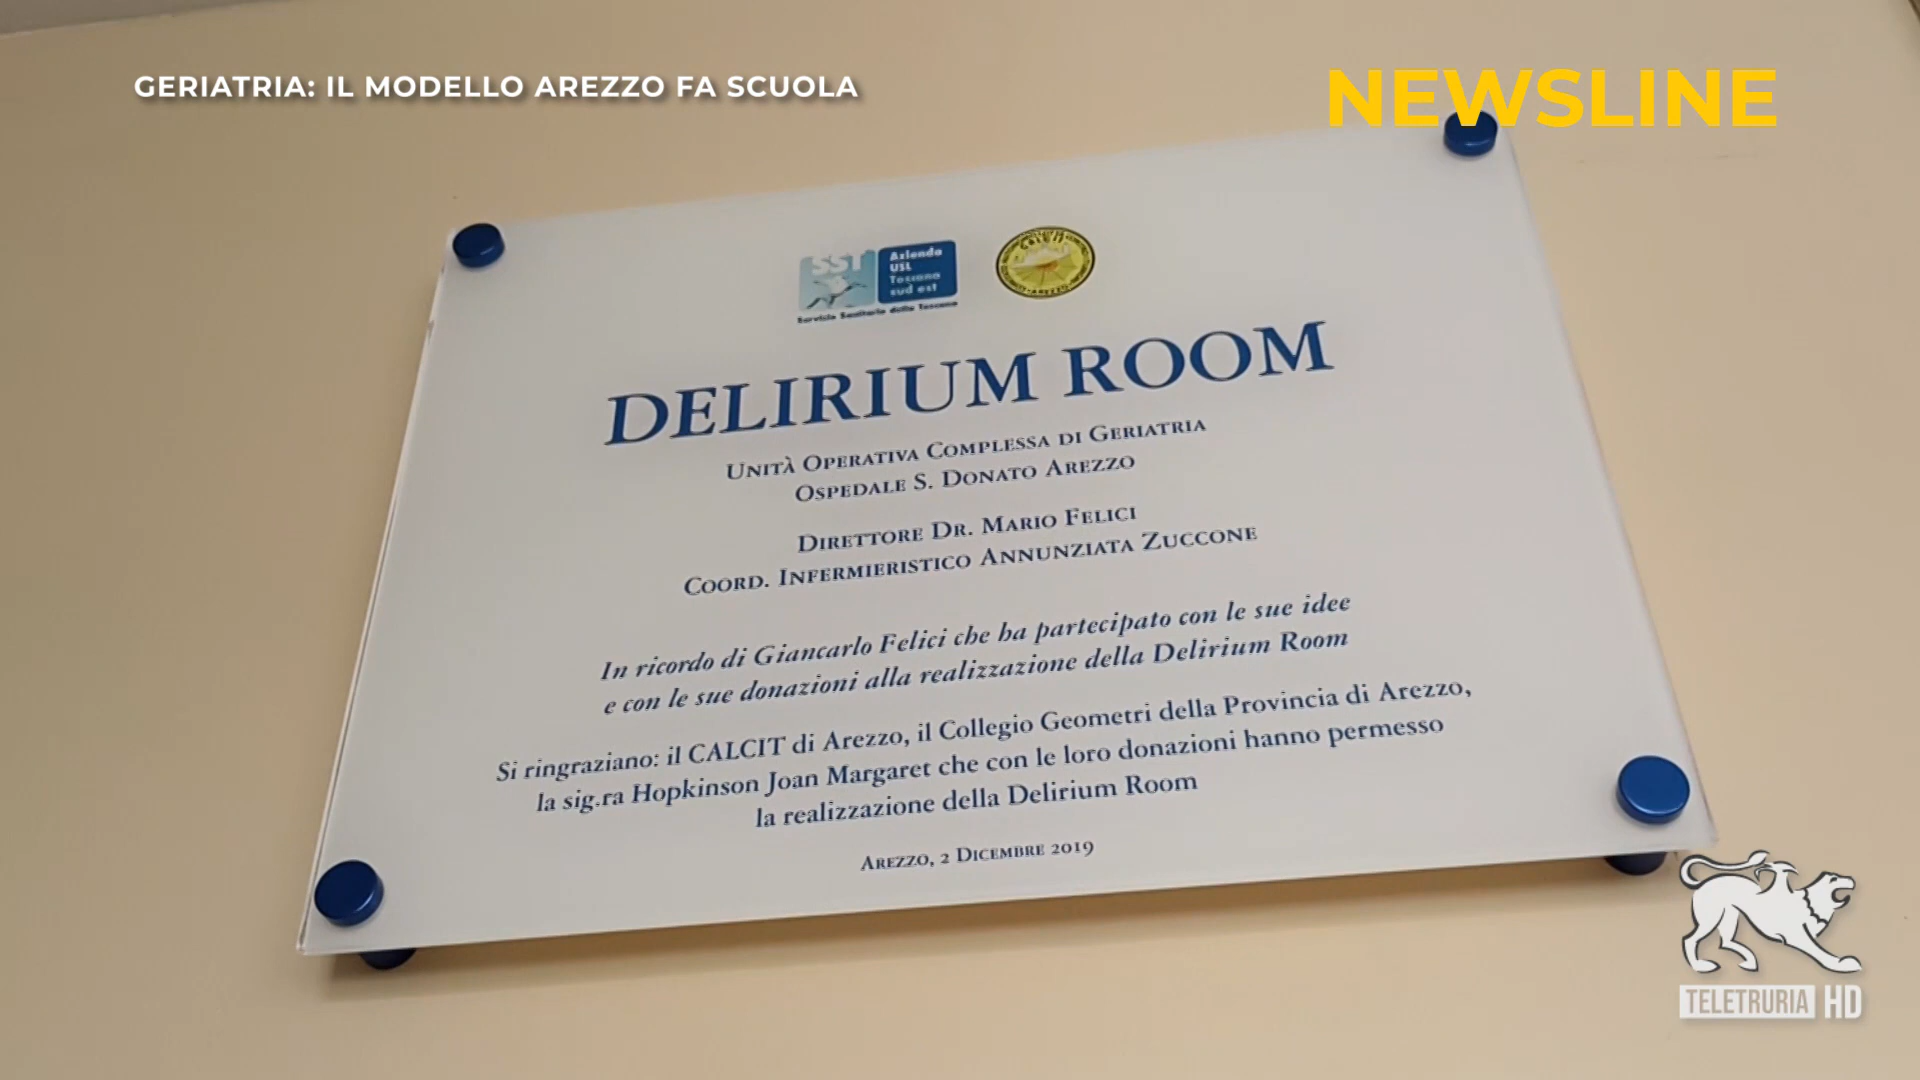 GERIATRIA: IL MODELLO AREZZO FA SCUOLA
NEWSLINE
SST
Azienda
USL
Toscana
sud est
Servizio Sanitario della Toscana
CALCIT
AREZZO
DELIRIUM ROOM
UNITÀ OPERATIVA COMPLESSA DI GERIATRIA
OSPEDALE S. DONATO AREZZO
DIRETTORE DR. MARIO FELICI
COORD. INFERMIERISTICO ANNUNZIATA ZUCCONE
In ricordo di Giancarlo Felici che ha partecipato con le sue idee
e con le sue donazioni alla realizzazione della Delirium Room
Si ringraziano: il CALCIT di Arezzo, il Collegio Geometri della Provincia di Arezzo,
la sig.ra Hopkinson Joan Margaret che con le loro donazioni hanno permesso
la realizzazione della Delirium Room
AREZZO, 2 DICEMBRE 2019
TELETRURIA HD